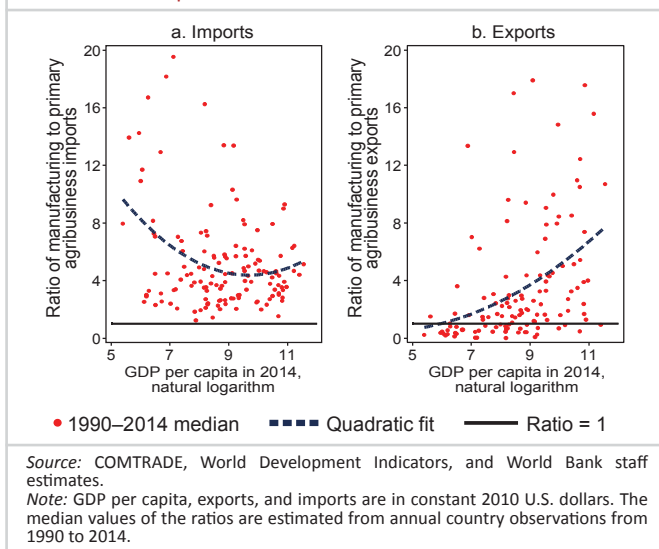 a. Imports
b. Exports
Ratio of manufacturing to primary
agribusiness imports
20
16
12
8
4
0
5
7
9
11
GDP per capita in 2014,
natural logarithm
Ratio of manufacturing to primary
agribusiness exports
20
16
12
8
4
0
5
7
9
11
GDP per capita in 2014,
natural logarithm
1990–2014 median
Quadratic fit
Ratio = 1
Source: COMTRADE, World Development Indicators, and World Bank staff
estimates.
Note: GDP per capita, exports, and imports are in constant 2010 U.S. dollars. The
median values of the ratios are estimated from annual country observations from
1990 to 2014.